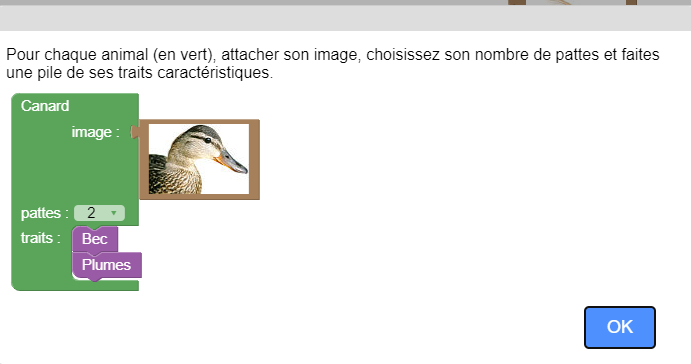 Pour chaque animal (en vert), attacher son image, choisissez son nombre de pattes et faites
une pile de ses traits caractéristiques.
Canard
image :
pattes : 2
traits : Bec
Plumes
OK